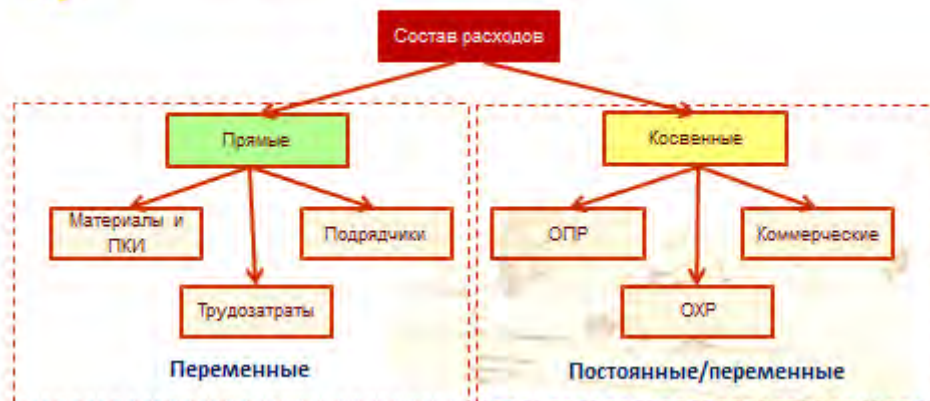 Состав расходов
Прямые
Косвенные
Материалы и
ПКИ
Подрядчики
ОПР
Коммерческие
Трудозатраты
ОХР
Переменные
Постоянные/переменные